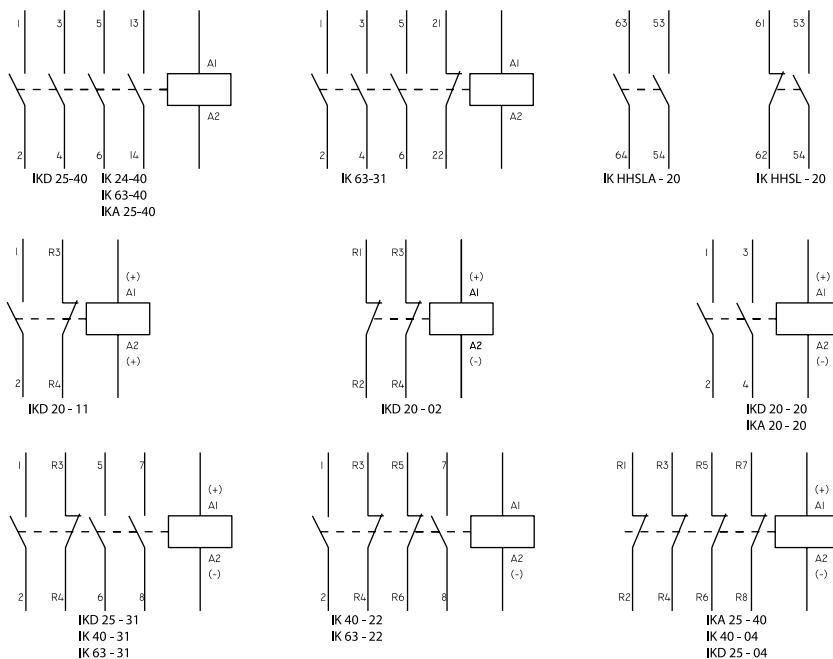 1 3 5 13
A1
A2
2 4 6 14
IKD 25-40
IK 24-40
IK 63-40
IKA 25-40
1 3 5 21
A1
A2
2 4 6 22
IK 63-31
63 53
64 54
IK HHSLA - 20
61 53
62 54
IK HHSL - 20
1 R3
(+)
A1
A2
(+)
2 R4
IKD 20 - 11
R1 R3
(+)
A1
A2
(-)
R2 R4
IKD 20 - 02
1 3
(+)
A1
A2
(-)
2 4
IKD 20 - 20
IKA 20 - 20
1 R3 5 7
(+)
A1
A2
(-)
2 R4 6 8
IKD 25 - 31
IK 40 - 31
IK 63 - 31
1 R3 R5 7
A1
A2
(-)
2 R4 R6 8
IK 40 - 22
IK 63 - 22
R1 R3 R5 R7
(+)
A1
A2
(-)
R2 R4 R6 R8
IKA 25 - 40
IK 40 - 04
IKD 25 - 04